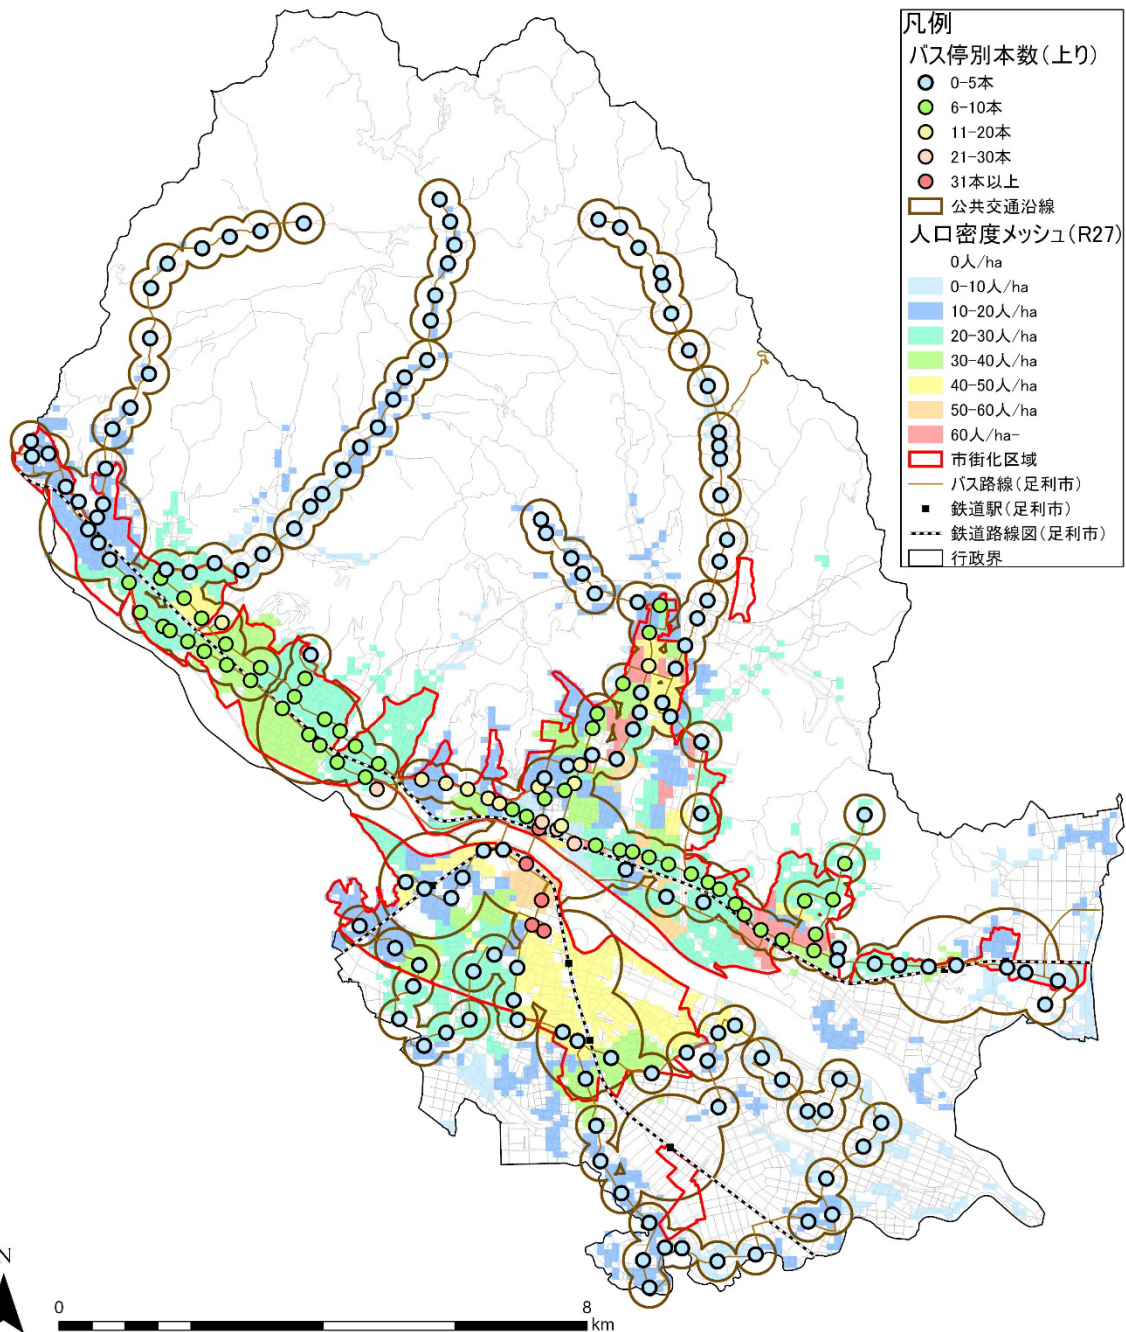 凡例
バス停別本数(上り)
0-5本
6-10本
11-20本
21-30本
31本以上
公共交通沿線
人口密度メッシュ(R27)
0人/ha
0-10人/ha
10-20人/ha
20-30人/ha
30-40人/ha
40-50人/ha
50-60人/ha
60人/ha-
市街化区域
バス路線(足利市)
鉄道駅(足利市)
鉄道路線図(足利市)
行政界
N
0 8
km